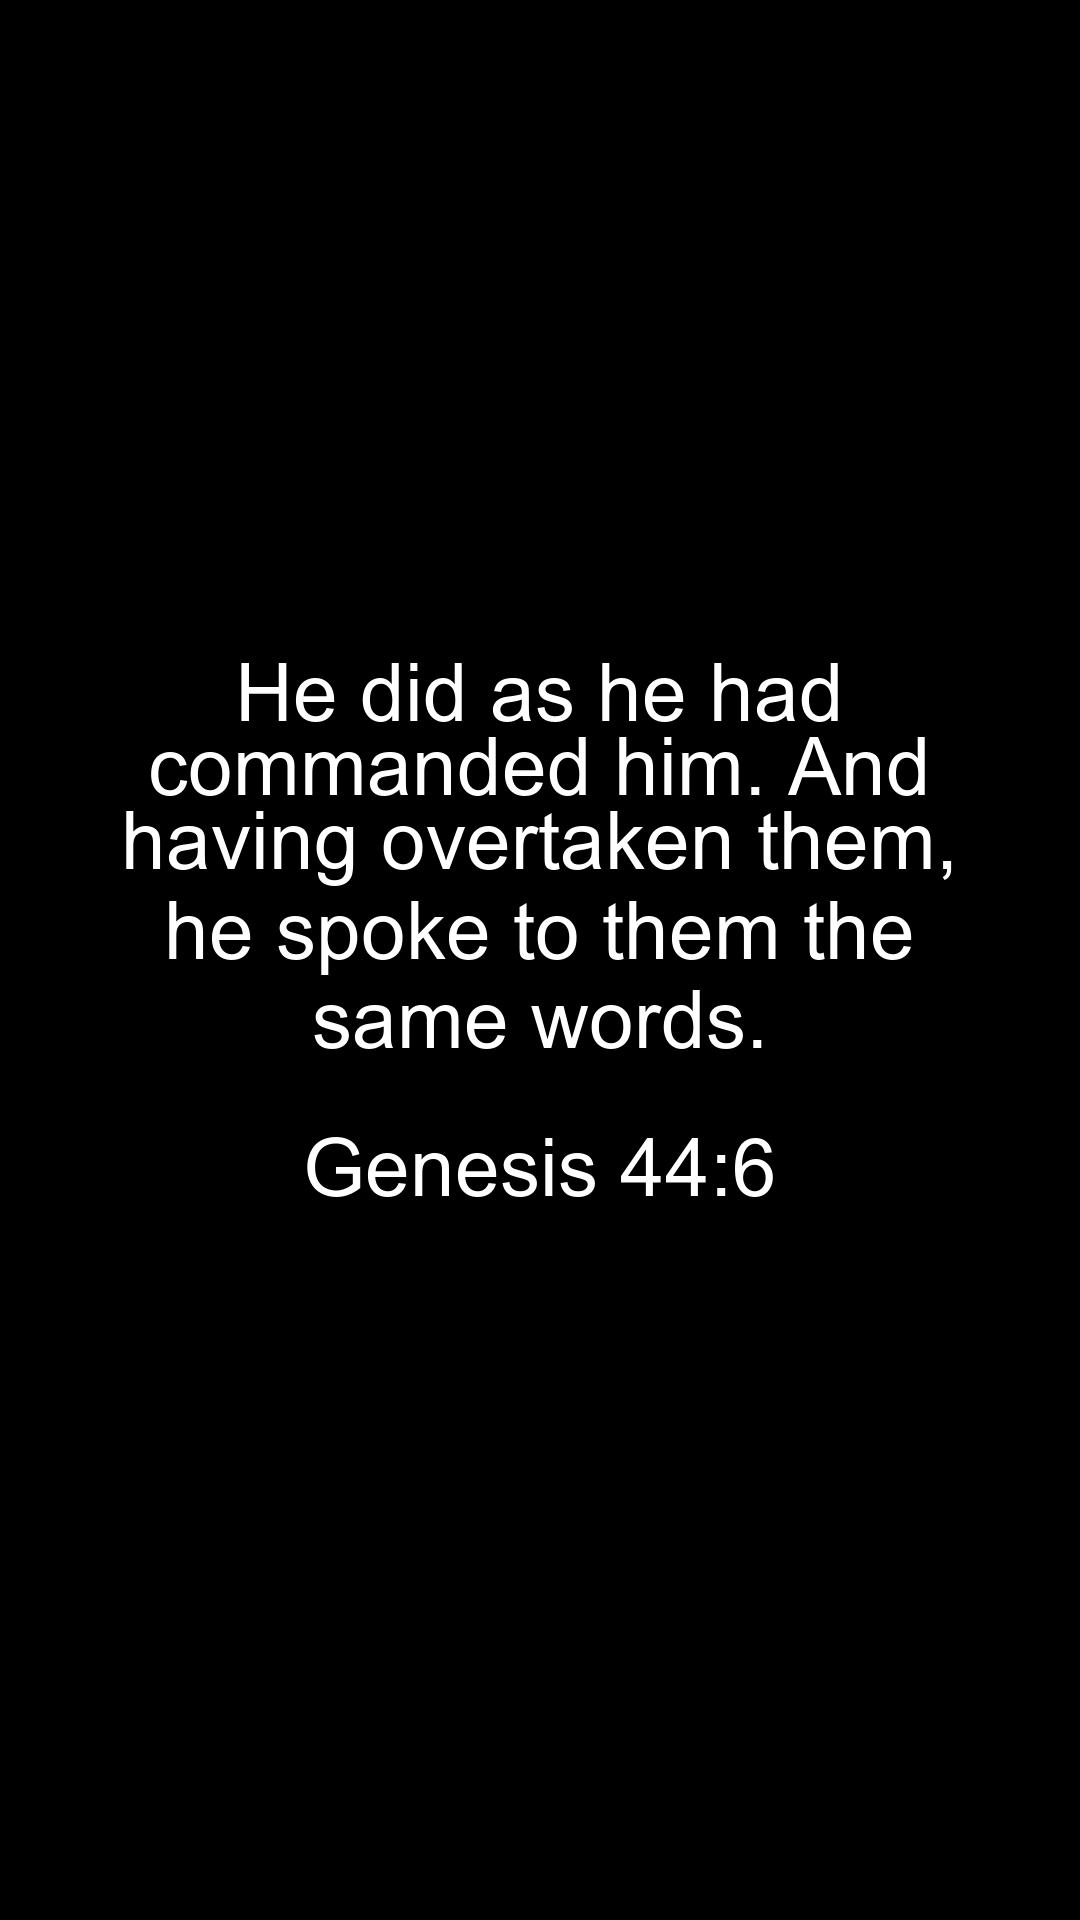 He did as he had
commanded him. And
having overtaken them,
he spoke to them the
same words.
Genesis 44:6